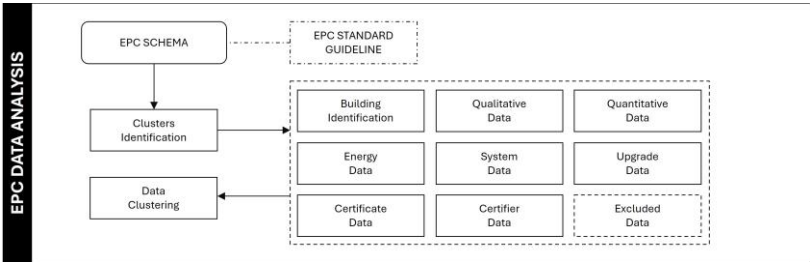 EPC DATA ANALYSIS
EPC SCHEMA
EPC STANDARD
GUIDELINE
Clusters
Identification
Building
Identification
Qualitative
Data
Quantitative
Data
Energy
Data
System
Data
Upgrade
Data
Data
Clustering
Certificate
Data
Certifier
Data
Excluded
Data